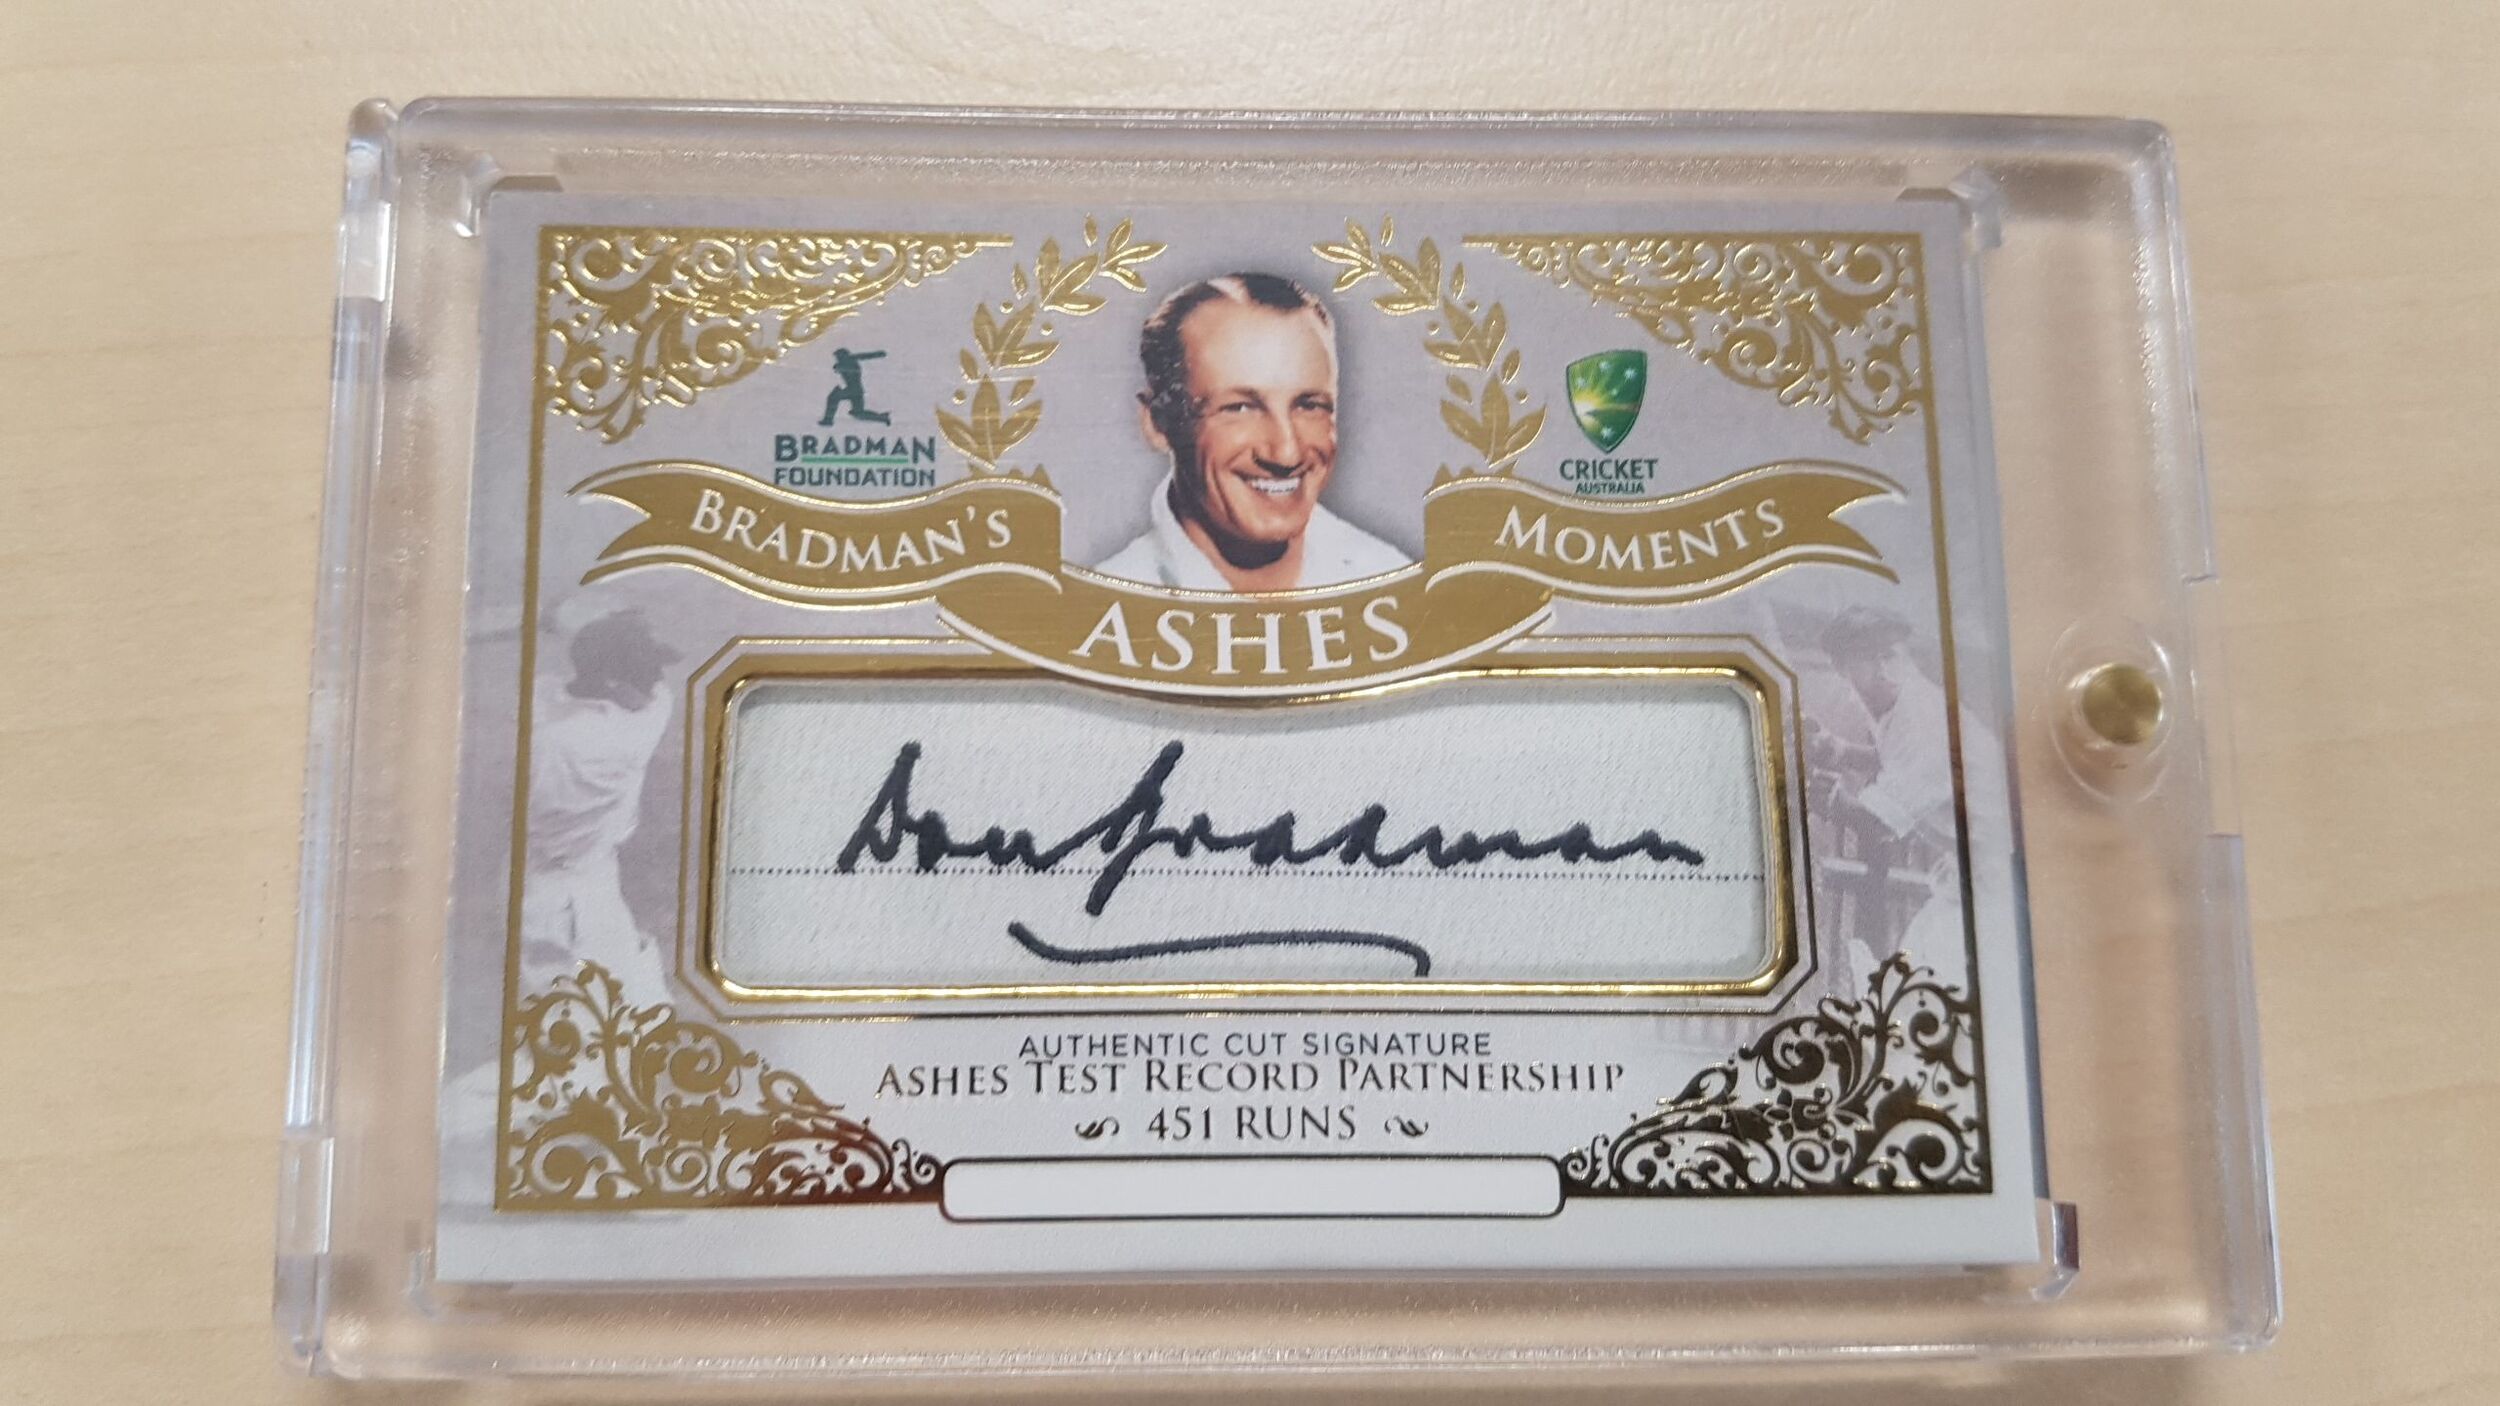 BRADMAN
FOUNDATION
CRICKET
AUSTRALIA
BRADMAN'S
ASHES
MOMENTS
Don Bradman
AUTHENTIC CUT SIGNATURE
ASHES TEST RECORD PARTNERSHIP
451 RUNS